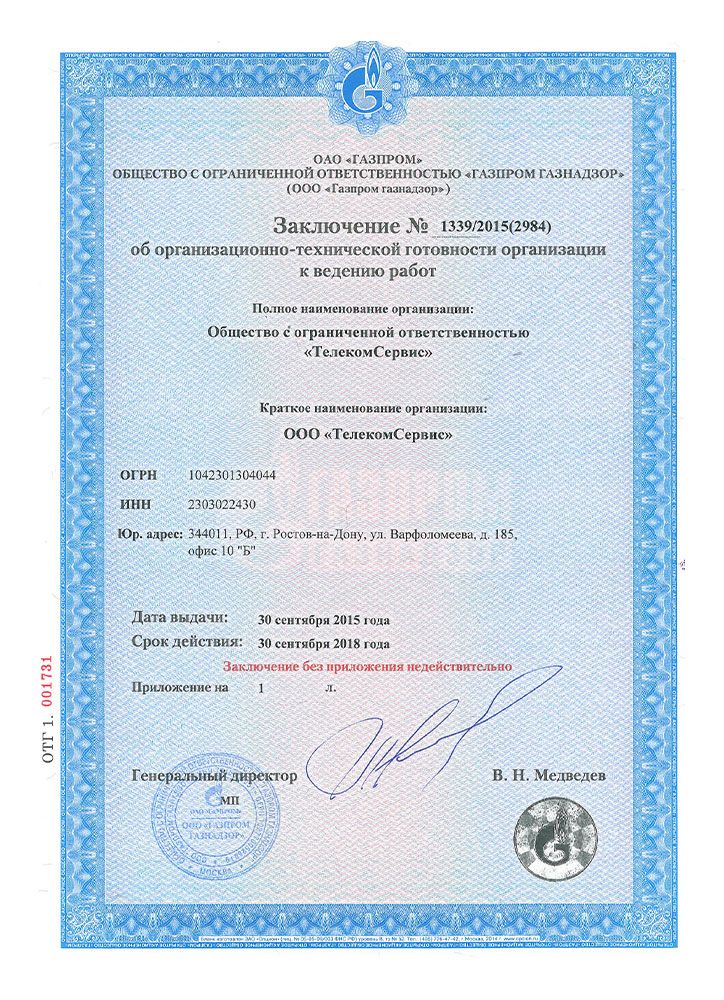 ОАО «ГАЗПРОМ»
ОБЩЕСТВО С ОГРАНИЧЕННОЙ ОТВЕТСТВЕННОСТЬЮ «ГАЗПРОМ ГАЗНАДЗОР»
(ООО «Газпром газнадзор»)
Заключение № 1339/2015(2984)
об организационно-технической готовности организации
к ведению работ
Полное наименование организации:
Общество с ограниченной ответственностью
«ТелекомСервис»
Краткое наименование организации:
ООО «ТелекомСервис»
ОГРН 1042301304044
ИНН 2303022430
Юр. адрес: 344011, РФ, г. Ростов-на-Дону, ул. Варфоломеева, д. 185,
офис 10 "Б"
Дата выдачи: 30 сентября 2015 года
Срок действия: 30 сентября 2018 года
Заключение без приложения недействительно
Приложение на 1 л.
ОТГ 1. 001731
Генеральный директор В. Н. Медведев
МП
ООО «ГАЗПРОМ
ГАЗНАДЗОР»
МОСКВА